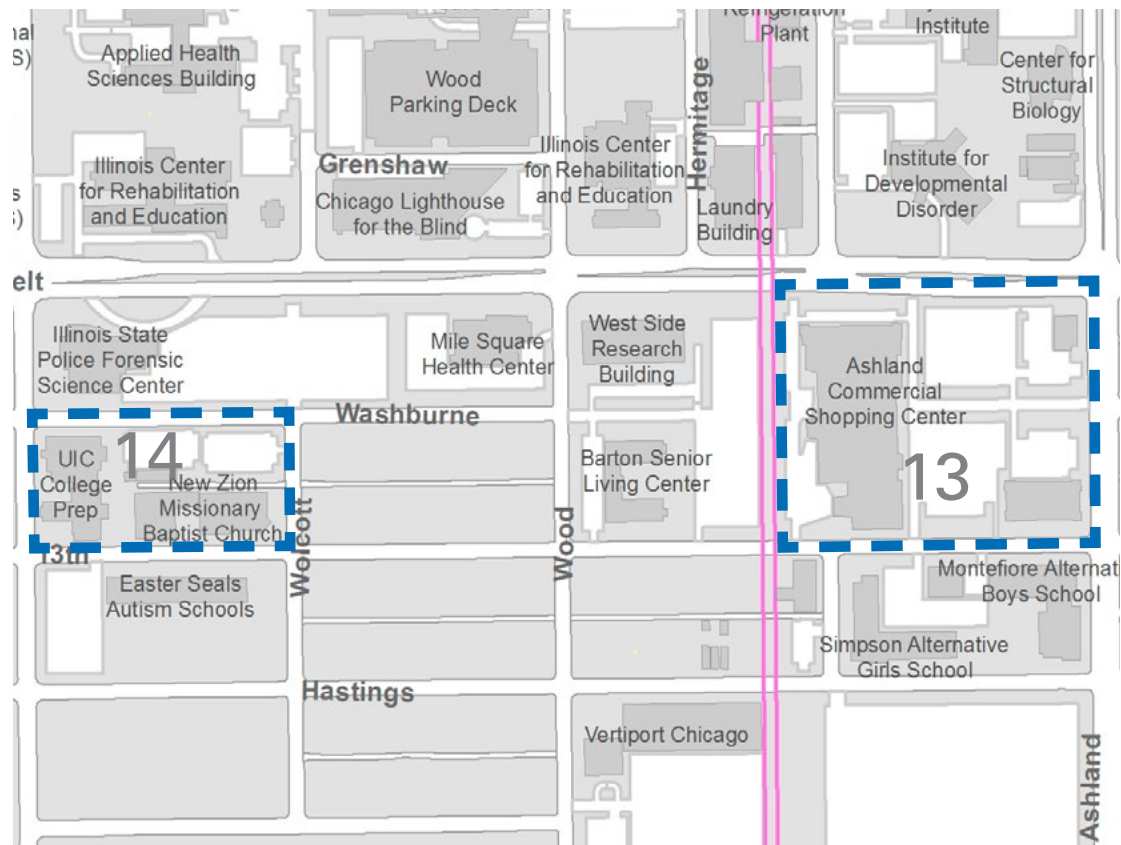 Institute
Plant
Applied Health
Sciences Building
Wood
Parking Deck
Center for
Structural
Biology
Hermitage
Grenshaw
Illinois Center
for Rehabilitation
and Education
Illinois Center
for Rehabilitation
and Education
Chicago Lighthouse
for the Blind
Laundry
Building
Institute for
Developmental
Disorder
S)
s
S)
elt
Illinois State
Police Forensic
Science Center
Mile Square
Health Center
West Side
Research
Building
Ashland
Commercial
Shopping Center
Washburne
14
UIC
College
Prep
New Zion
Missionary
Baptist Church
Barton Senior
Living Center
13
13th
Wolcott
Wood
Easter Seals
Autism Schools
Montefiore Alternat
Boys School
Simpson Alternative
Girls School
Hastings
Vertiport Chicago
Ashland